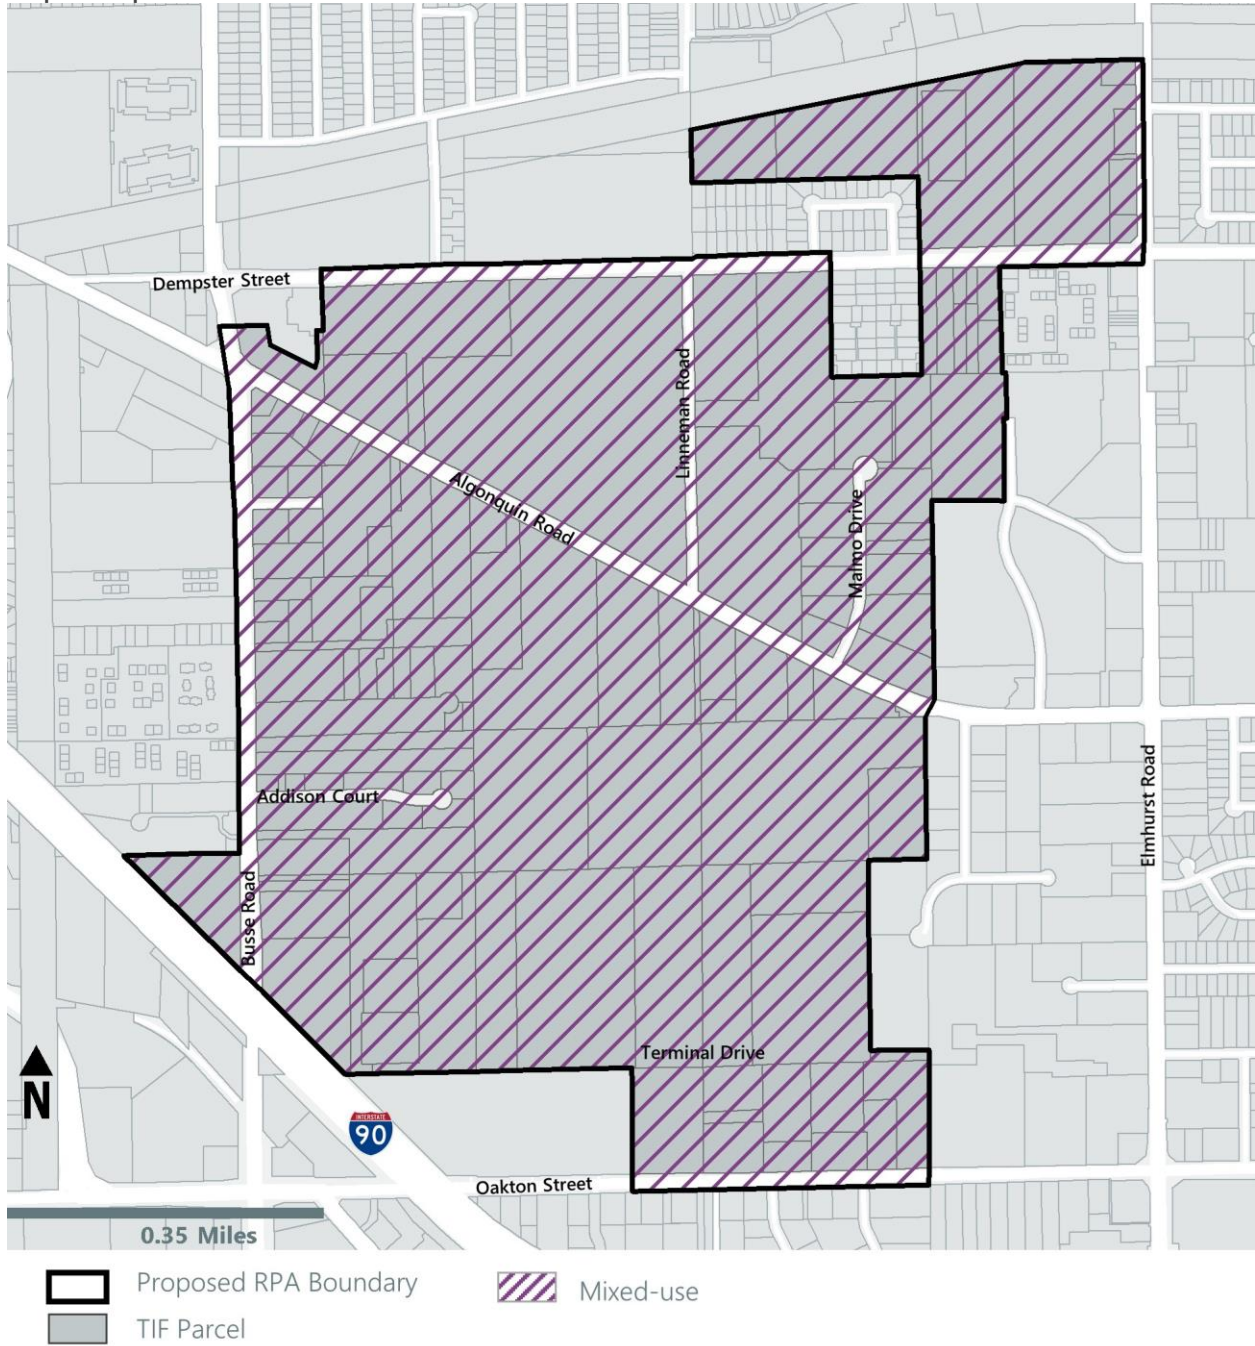 Dempster Street
Linneman Road
Algonquin Road
Malmo Drive
Addison Court
Elmhurst Road
Busse Road
Terminal Drive
N
INTERSTATE
90
Oakton Street
0.35 Miles
Proposed RPA Boundary
Mixed-use
TIF Parcel